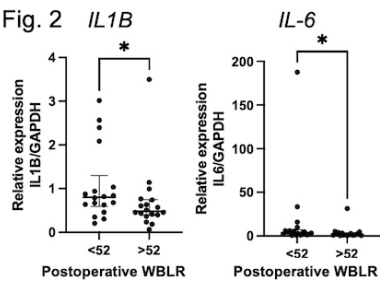 Fig. 2 IL1B IL-6
*
Relative expression
IL1B/GAPDH
4
3
2
1
0
<52 >52
Postoperative WBLR
*
Relative expression
IL6/GAPDH
200
150
100
50
0
<52 >52
Postoperative WBLR